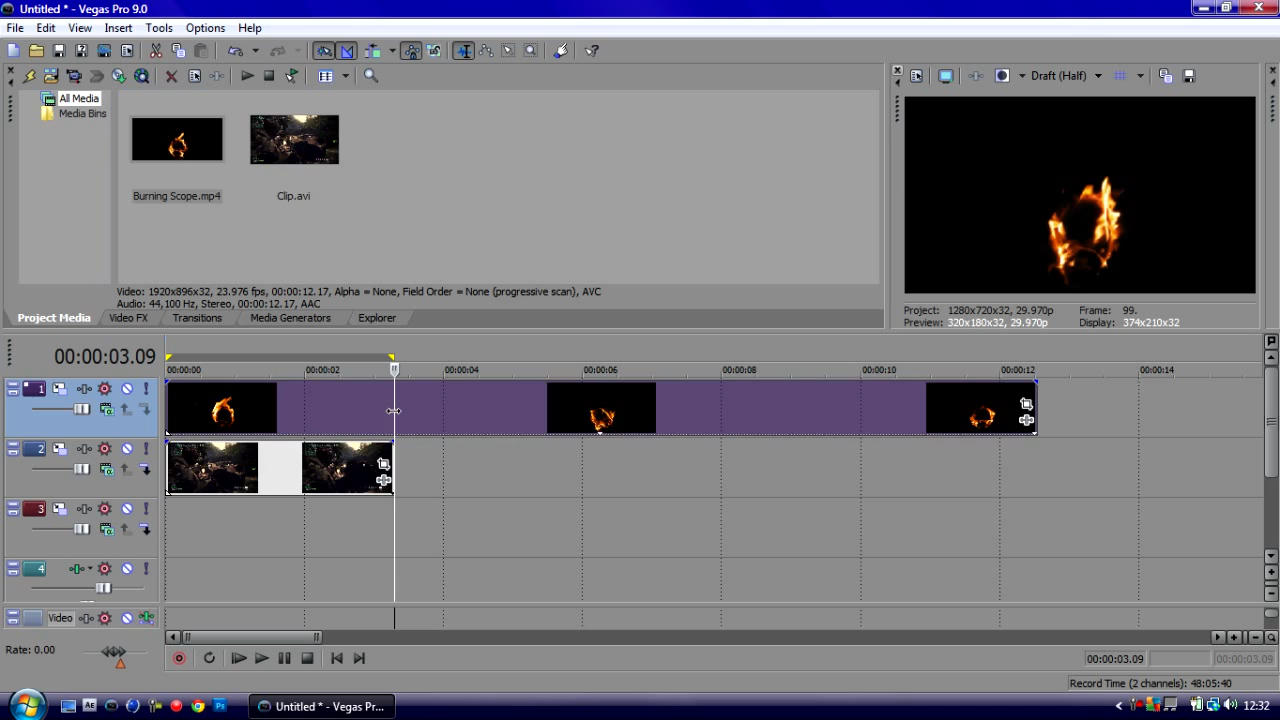 Untitled * - Vegas Pro 9.0
File Edit View Insert Tools Options Help
All Media
Media Bins
Burning Scope.mp4
Clip.avi
Video: 1920x896x32, 23.976 fps, 00:00:12.17, Alpha = None, Field Order = None (progressive scan), AVC
Audio: 44,100 Hz, Stereo, 00:00:12.17, AAC
Project Media Video FX Transitions Media Generators Explorer
Draft (Half)
Project: 1280x720x32, 29.970p Frame: 99.
Preview: 320x180x32, 29.970p Display: 374x210x32
00:00:03.09
00:00:00 00:00:02 00:00:04 00:00:06 00:00:08 00:00:10 00:00:12 00:00:14
1
2
3
4
Video
Rate: 0.00
00:00:03.09 00:00:03.09
Record Time (2 channels): 48:05:40
AE Ps Untitled * - Vegas Pr... 12:32